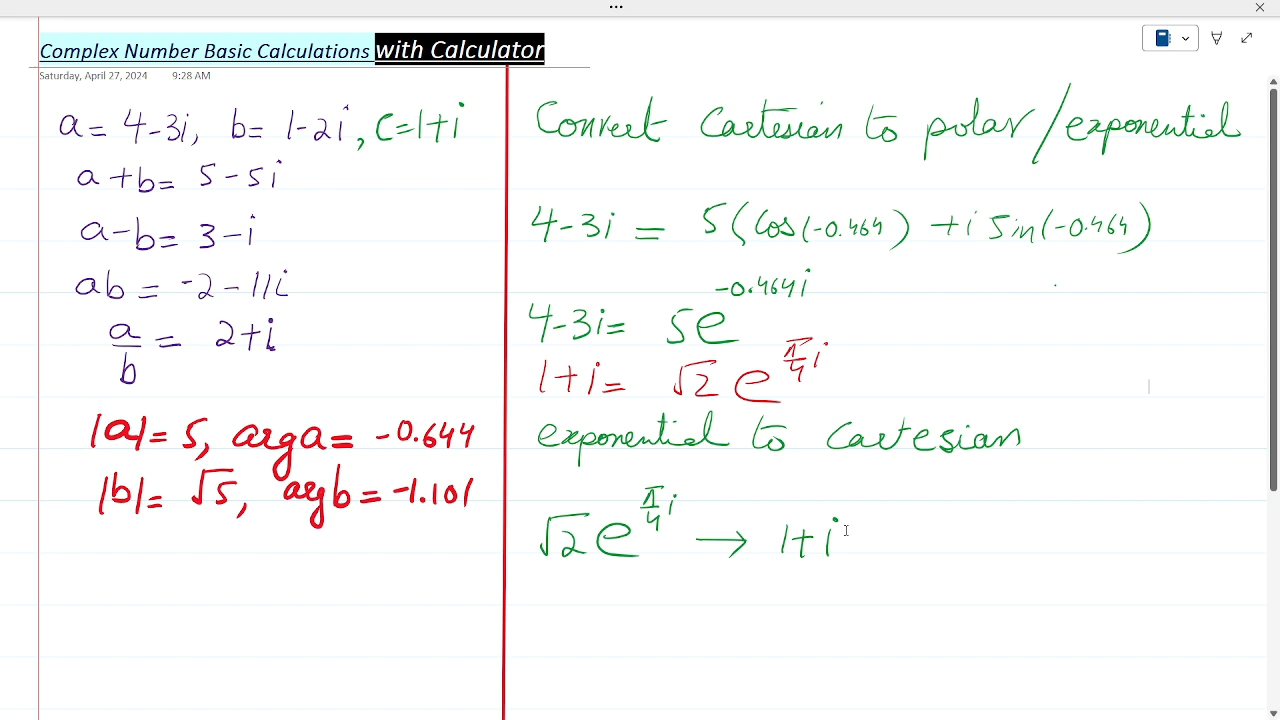 Complex Number Basic Calculations with Calculator
Saturday, April 27, 2024 9:28 AM
a = 4-3i, b = 1-2i, C=1+i
a+b = 5-5i
a-b = 3-i
ab = -2-11i
a/b = 2+i
|a| = 5, arg a = -0.644
|b| = √5, arg b = -1.101
Convert Cartesian to polar/exponential
4-3i = 5(Cos(-0.464) + i Sin(-0.464)
4-3i = 5e^(-0.464i)
1+i = √2 e^(π/4 i)
exponential to Cartesian
√2 e^(π/4 i) → 1+i